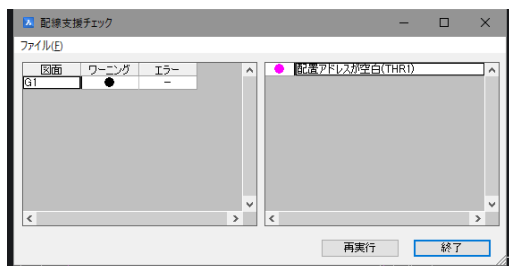 配線支援チェック
ファイル(F)
図面 ワーニング エラー
G1 ● −
● 配置アドレスが空白(THR1)
再実行 終了